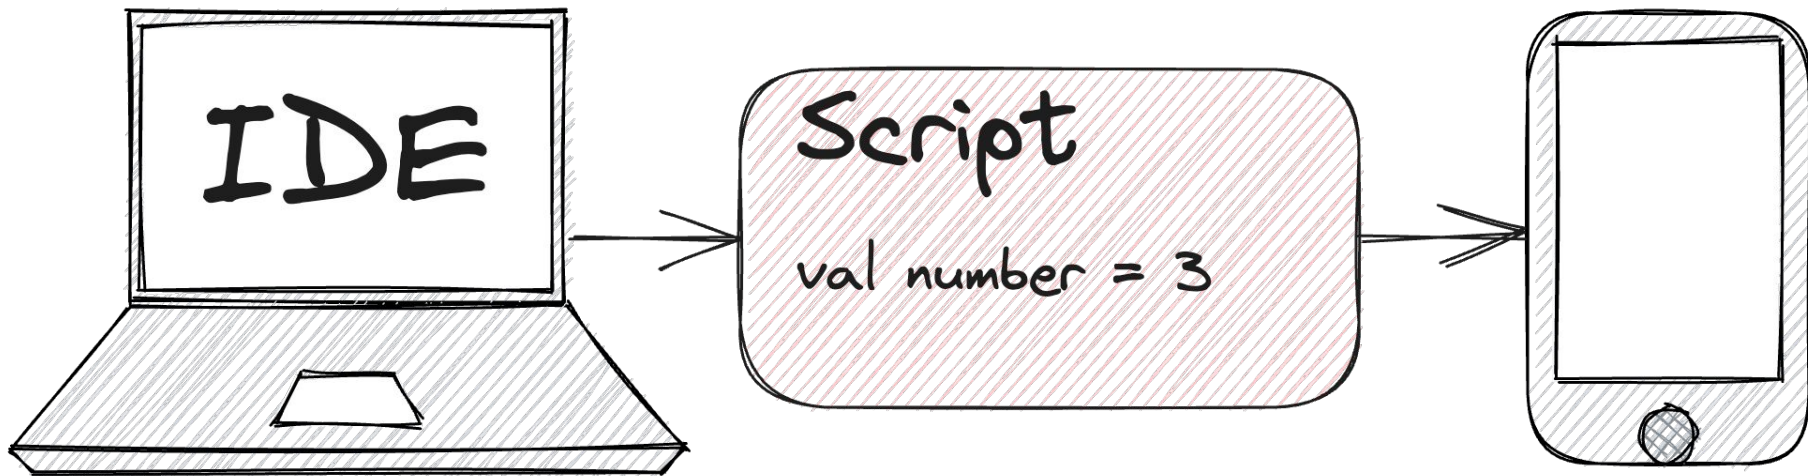 IDE
Script
val number = 3